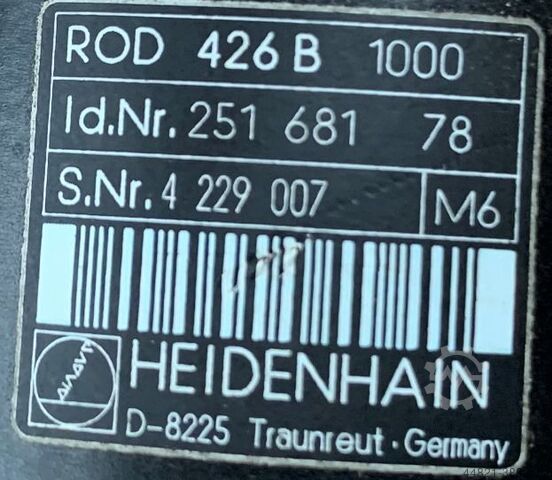 ROD 426 B 1000
Id.Nr. 251 681 78
S.Nr. 4 229 007 M6
HEIDENHAIN
D-8225 Traunreut · Germany